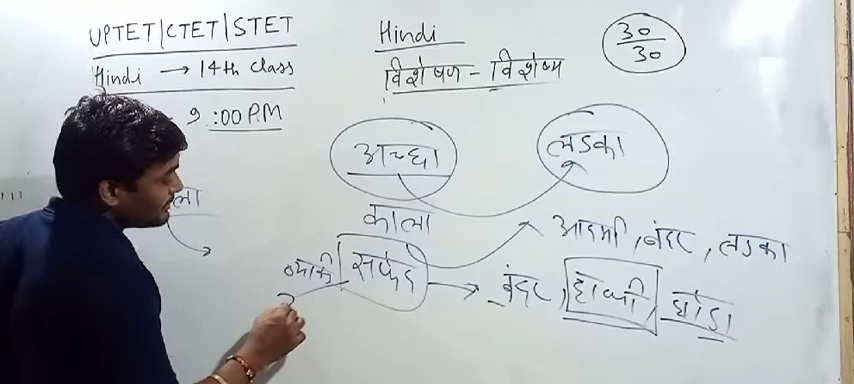 UPTET/CTET/STET
Hindi → 14th class
9:00 P.M
Hindi
विशेषण - विशेष्य
30
30
अच्छा
लड़का
काला
आदमी, बंदर, लड़का
सफेद → बंदर, हाथी, घोड़ा